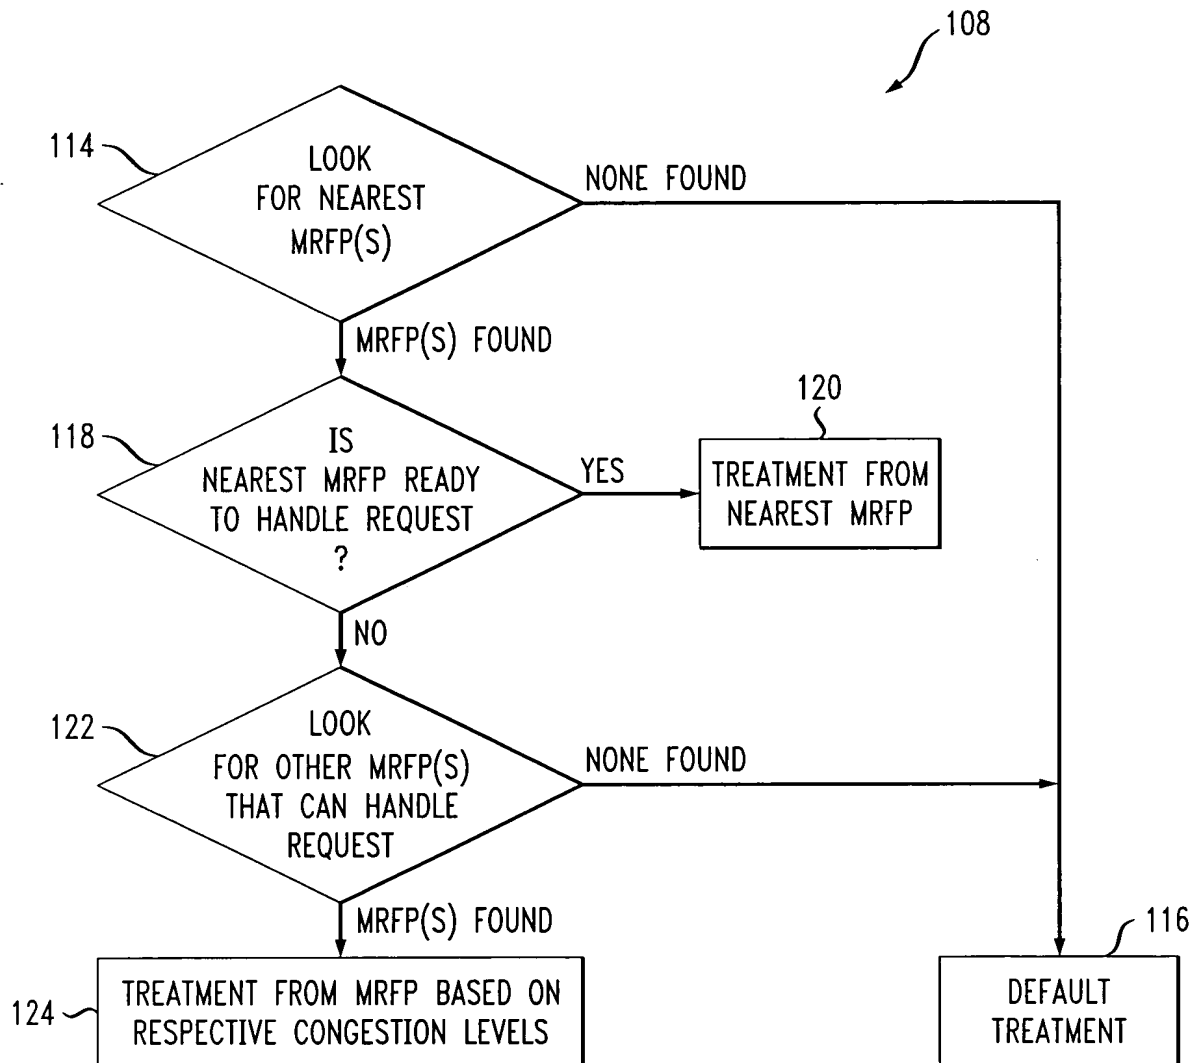 108
114
LOOK
FOR NEAREST
MRFP(S)
NONE FOUND
MRFP(S) FOUND
118
IS
NEAREST MRFP READY
TO HANDLE REQUEST
?
YES
120
TREATMENT FROM
NEAREST MRFP
NO
122
LOOK
FOR OTHER MRFP(S)
THAT CAN HANDLE
REQUEST
NONE FOUND
MRFP(S) FOUND
124
TREATMENT FROM MRFP BASED ON
RESPECTIVE CONGESTION LEVELS
116
DEFAULT
TREATMENT